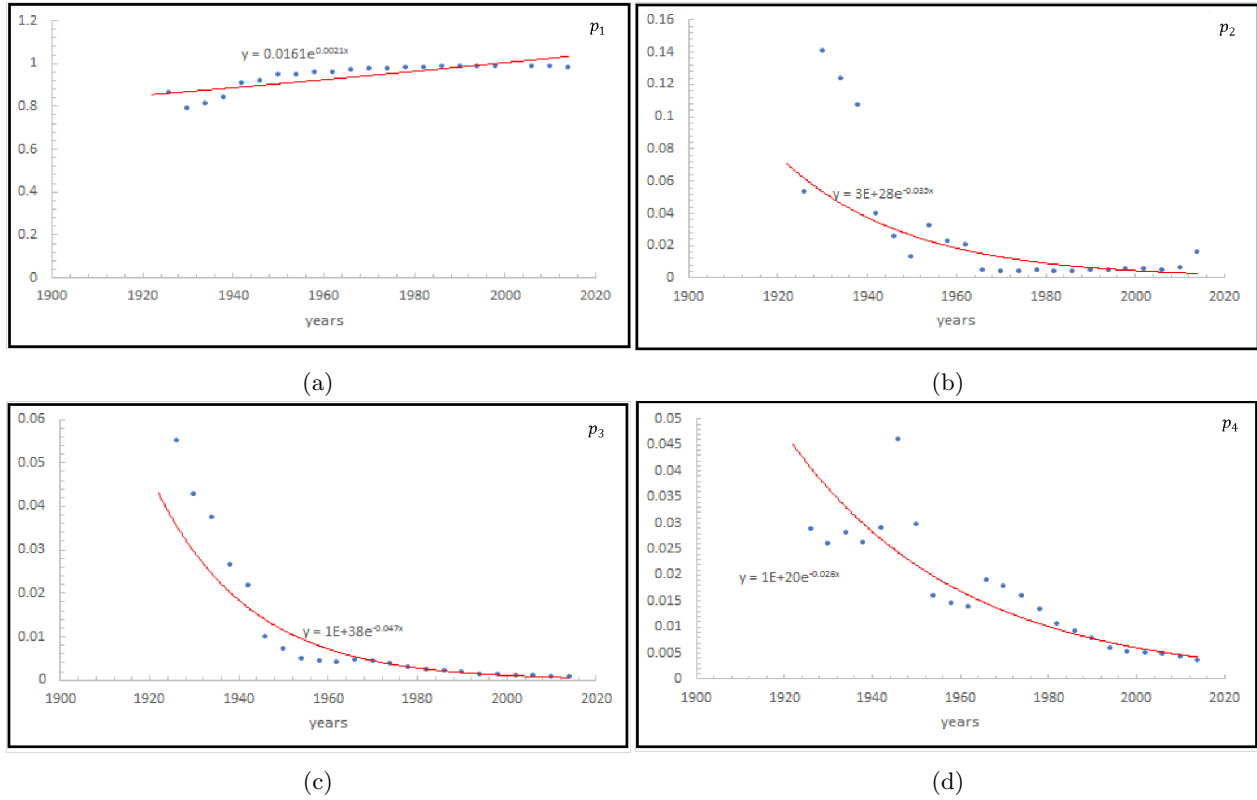 p₁
1.2
y = 0.0161e^0.0021x
1
0.8
0.6
0.4
0.2
0
1900 1920 1940 1960 1980 2000 2020
years
(a)
p₂
0.16
0.14
0.12
0.1
0.08
0.06
y = 3E+28e^-0.035x
0.04
0.02
0
1900 1920 1940 1960 1980 2000 2020
years
(b)
p₃
0.06
0.05
0.04
0.03
0.02
y = 1E+38e^-0.047x
0.01
0
1900 1920 1940 1960 1980 2000 2020
years
(c)
p₄
0.05
0.045
0.04
0.035
0.03
0.025
0.02
y = 1E+20e^-0.026x
0.015
0.01
0.005
0
1900 1920 1940 1960 1980 2000 2020
years
(d)